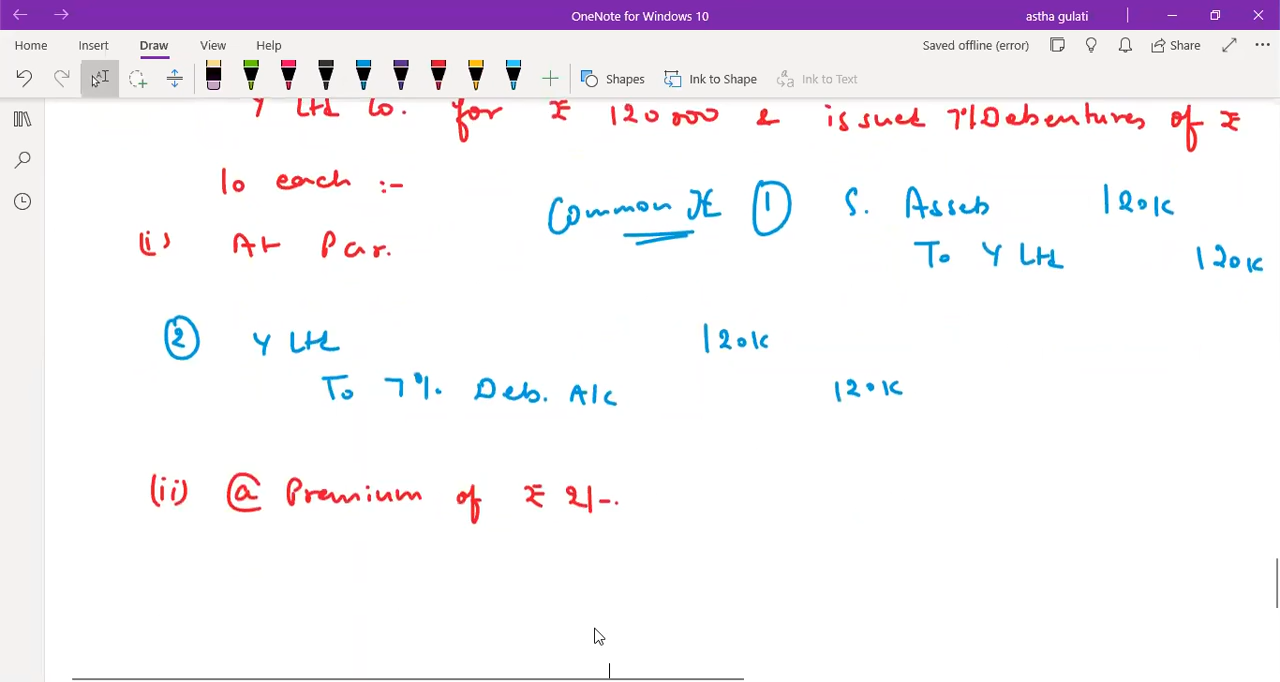 OneNote for Windows 10
astha gulati
Home Insert Draw View Help
Saved offline (error) Share
Shapes Ink to Shape Ink to Text
Y Ltd Co. for ₹ 120000 & issued 7% Debentures of ₹
10 each :-
Common JE ① S. Assets 120K
(i) At Par.
To Y Ltd 120K
② Y Ltd 120K
To 7% Deb. A/c 120K
(ii) @ Premium of ₹ 2/-.